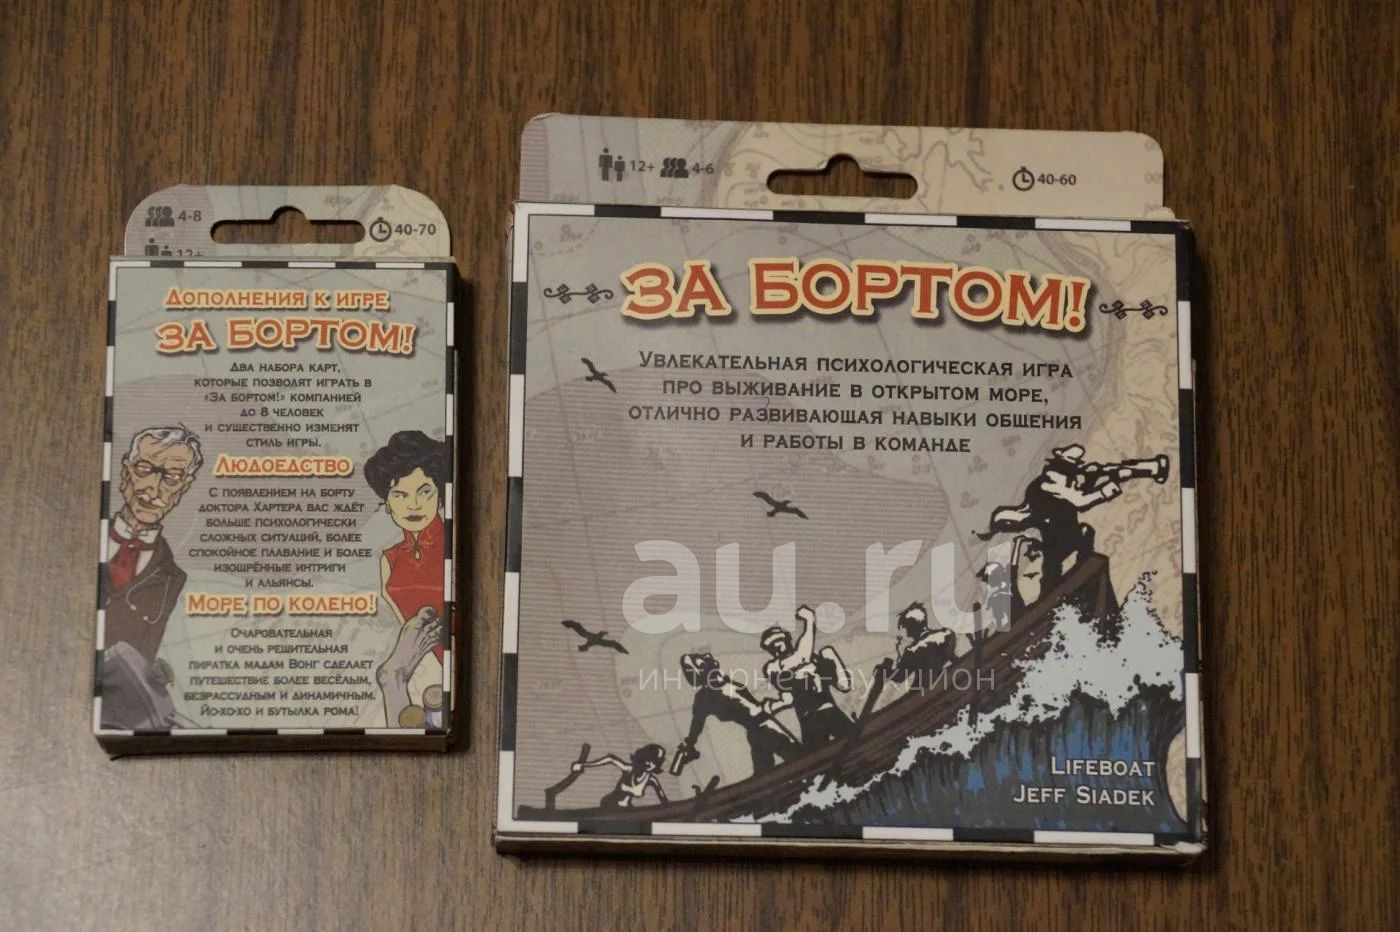 4-8
40-70
12+
Дополнения к игре
ЗА БОРТОМ!
Два набора карт,
которые позволят играть в
«За бортом!» компанией
до 8 человек
и существенно изменят
стиль игры.
Людоедство
С появлением на борту
доктора Хартера вас ждёт
больше психологически
сложных ситуаций, более
спокойное плавание и более
изощрённые интриги
и альянсы.
Море по колено!
Очаровательная
и очень решительная
пиратка мадам Вонг сделает
путешествие более весёлым,
безрассудным и динамичным.
Йо-хо-хо и бутылка рома!
12+ 4-6
40-60
ЗА БОРТОМ!
Увлекательная психологическая игра
про выживание в открытом море,
отлично развивающая навыки общения
и работы в команде
au.ru
интернет-аукцион
Lifeboat
Jeff Siadek